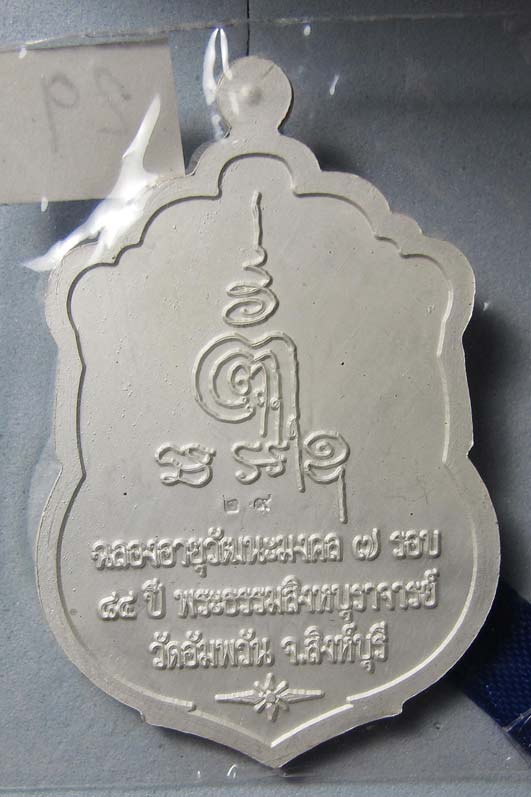 ๒ ๙
ฉลองอายุวัฒนะมงคล ๗ รอบ
๘๔ ปี พระธรรมสิงหบุราจารย์
วัดอัมพวัน จ.สิงห์บุรี